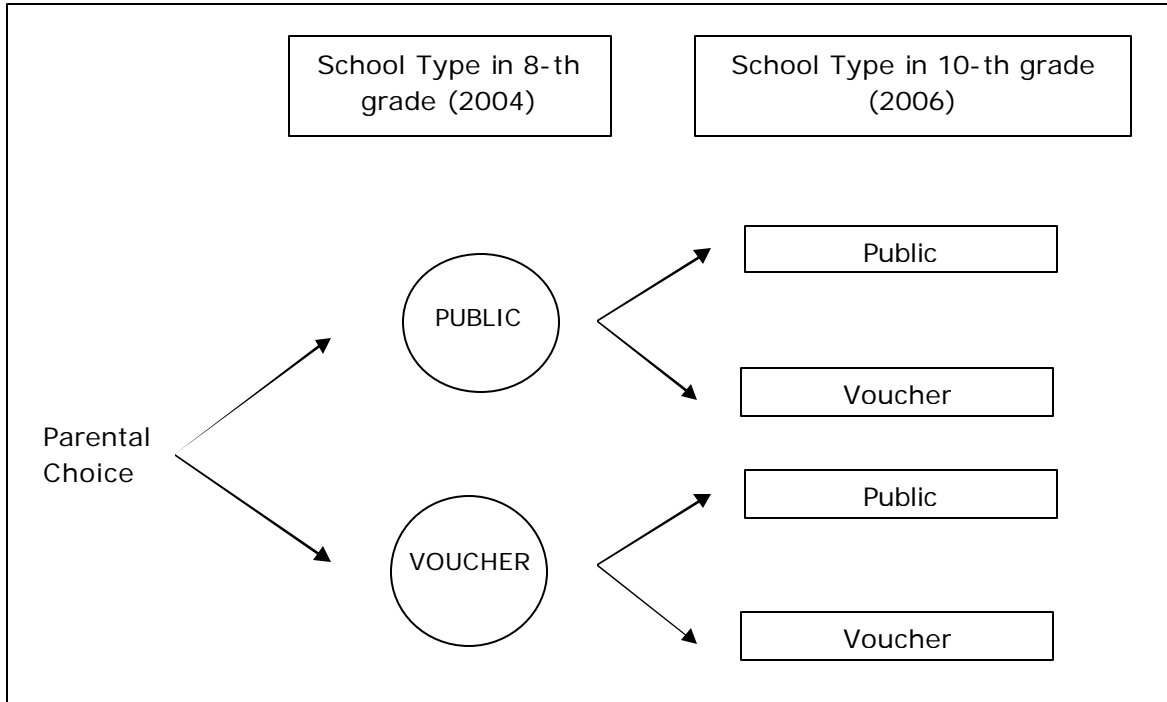 School Type in 8-th
grade (2004)
School Type in 10-th grade
(2006)
Parental
Choice
PUBLIC
Public
Voucher
VOUCHER
Public
Voucher